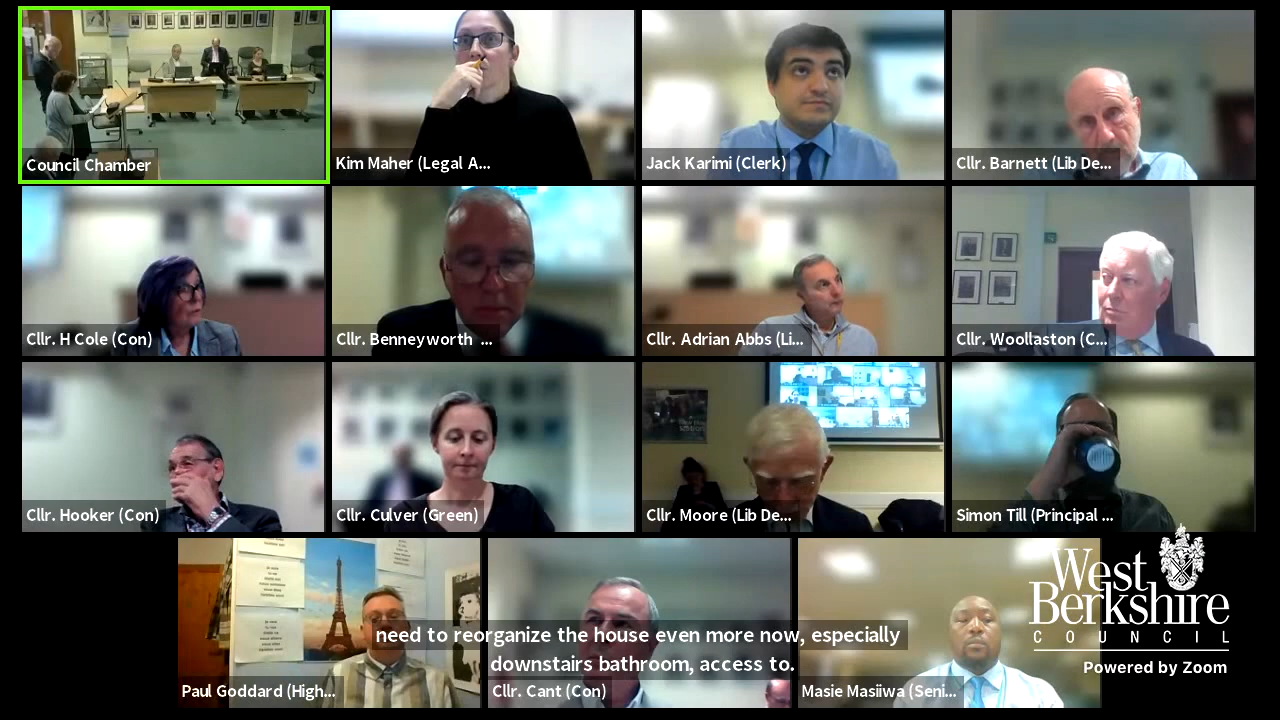 Council Chamber
Kim Maher (Legal A...
Jack Karimi (Clerk)
Cllr. Barnett (Lib De...
Cllr. H Cole (Con)
Cllr. Benneyworth ...
Cllr. Adrian Abbs (Li...
Cllr. Woollaston (C...
Cllr. Hooker (Con)
Cllr. Culver (Green)
Cllr. Moore (Lib De...
Simon Till (Principal ...
West
Berkshire
COUNCIL
Powered by Zoom
need to reorganize the house even more now, especially
downstairs bathroom, access to.
Paul Goddard (High...
Cllr. Cant (Con)
Masie Masiiwa (Seni...